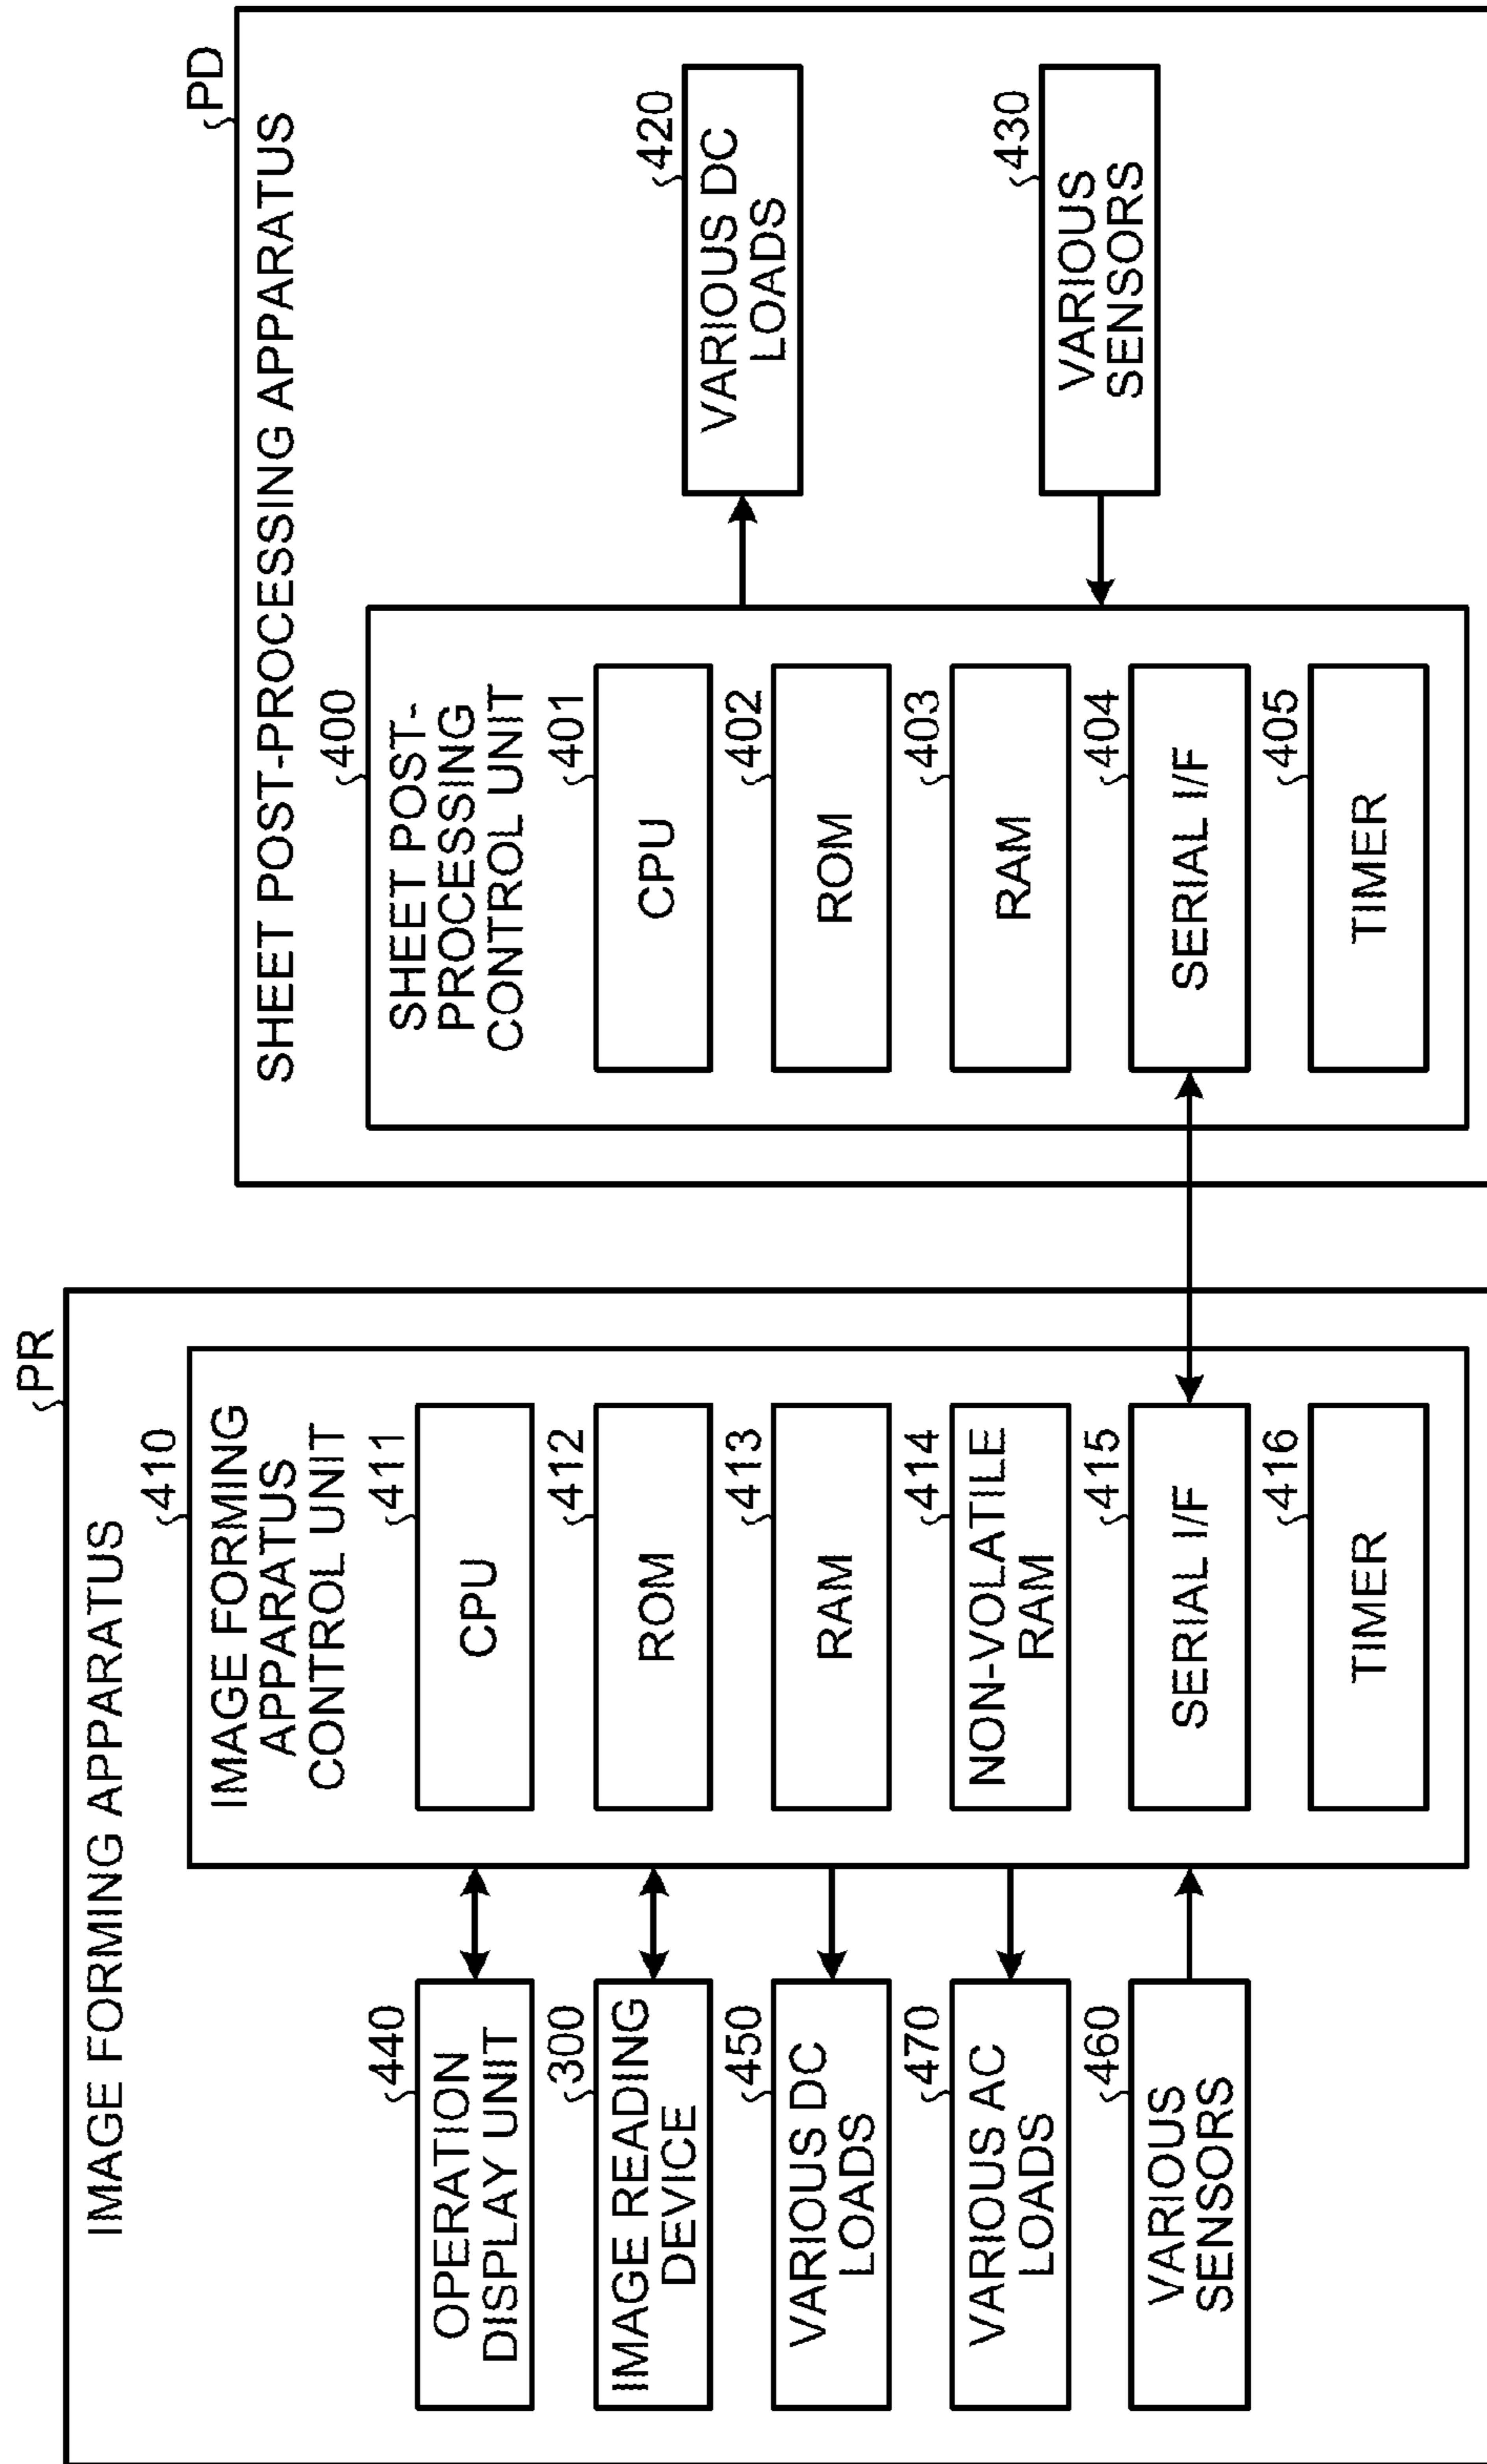 IMAGE FORMING APPARATUS
PR
410
IMAGE FORMING
APPARATUS
CONTROL UNIT
440
OPERATION
DISPLAY UNIT
300
IMAGE READING
DEVICE
450
VARIOUS DC
LOADS
470
VARIOUS AC
LOADS
460
VARIOUS
SENSORS
411
CPU
412
ROM
413
RAM
414
NON-VOLATILE
RAM
415
SERIAL I/F
416
TIMER
PD
SHEET POST-PROCESSING APPARATUS
400
SHEET POST-
PROCESSING
CONTROL UNIT
401
CPU
402
ROM
403
RAM
404
SERIAL I/F
405
TIMER
420
VARIOUS DC
LOADS
430
VARIOUS
SENSORS